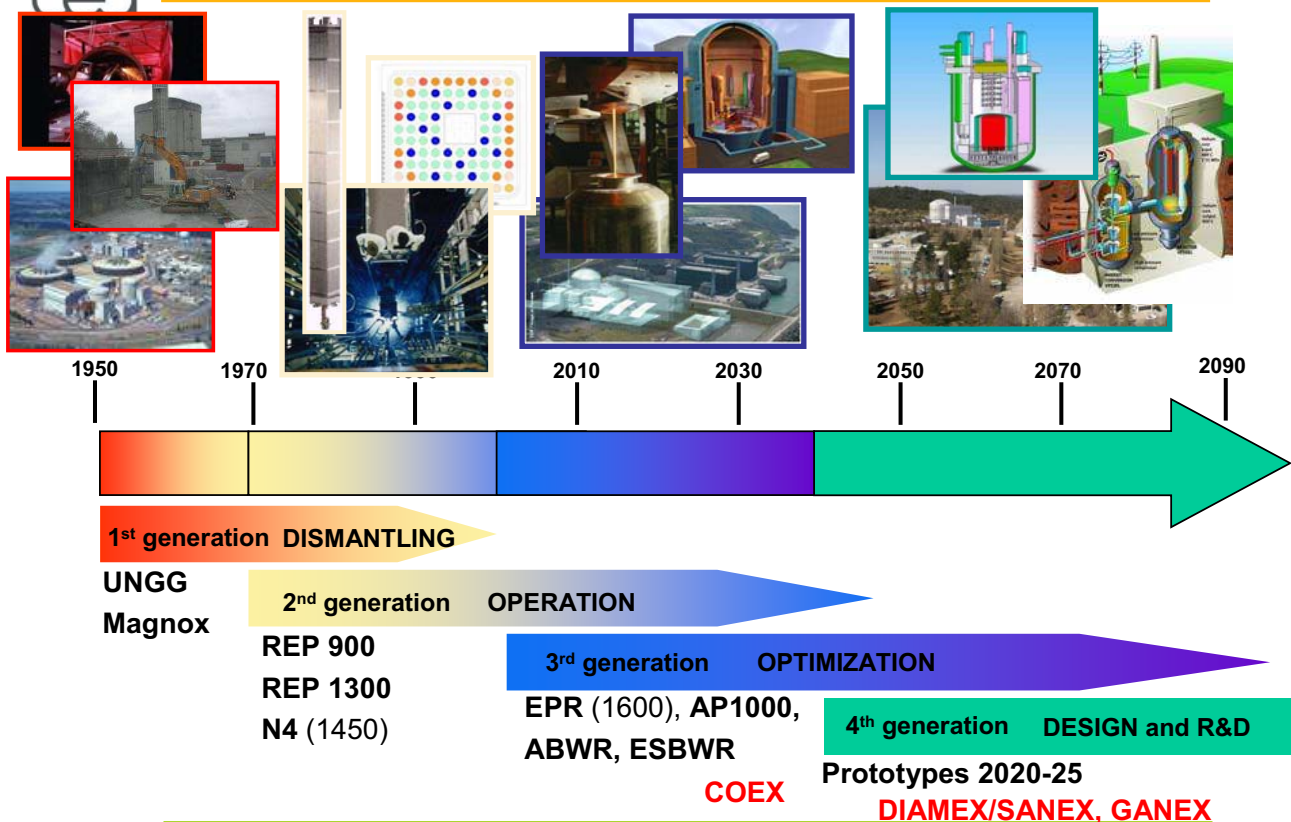 1950 1970 2010 2030 2050 2070 2090
1st generation DISMANTLING
UNGG
Magnox
2nd generation OPERATION
REP 900
REP 1300
N4 (1450)
3rd generation OPTIMIZATION
EPR (1600), AP1000,
ABWR, ESBWR
COEX
4th generation DESIGN and R&D
Prototypes 2020-25
DIAMEX/SANEX, GANEX